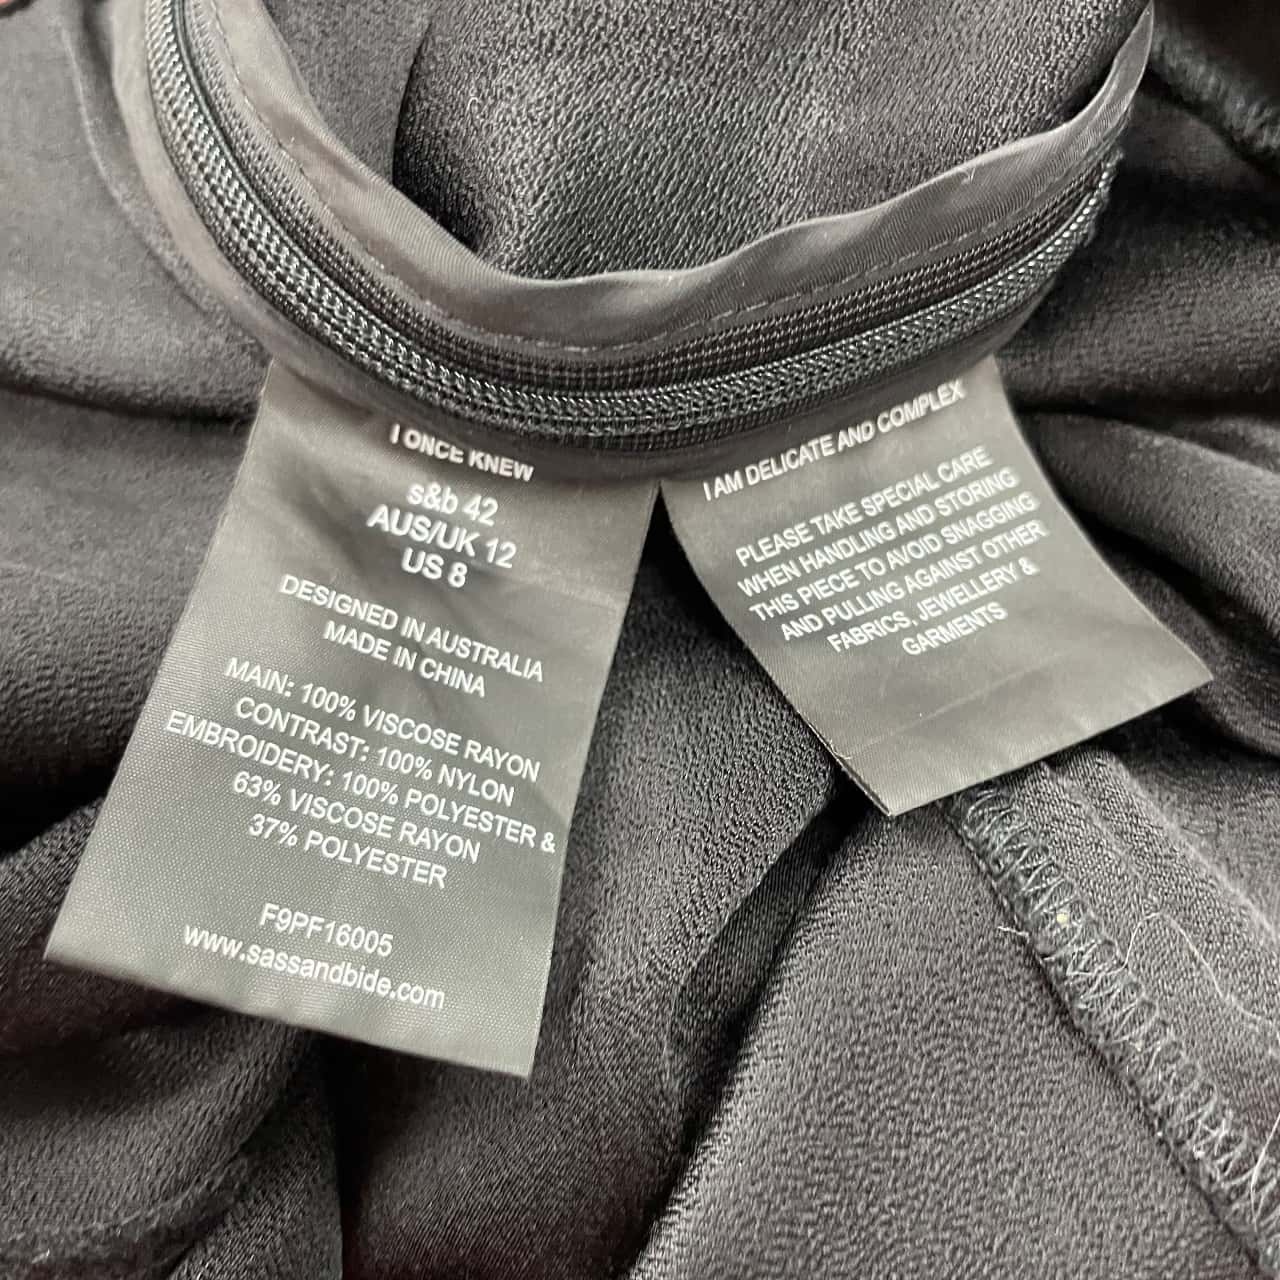 I ONCE KNEW
s&b 42
AUS/UK 12
US 8
DESIGNED IN AUSTRALIA
MADE IN CHINA
MAIN: 100% VISCOSE RAYON
CONTRAST: 100% NYLON
EMBROIDERY: 100% POLYESTER &
63% VISCOSE RAYON
37% POLYESTER
F9PF16005
www.sassandbide.com
I AM DELICATE AND COMPLEX
PLEASE TAKE SPECIAL CARE
WHEN HANDLING AND STORING
THIS PIECE TO AVOID SNAGGING
AND PULLING AGAINST OTHER
FABRICS, JEWELLERY &
GARMENTS